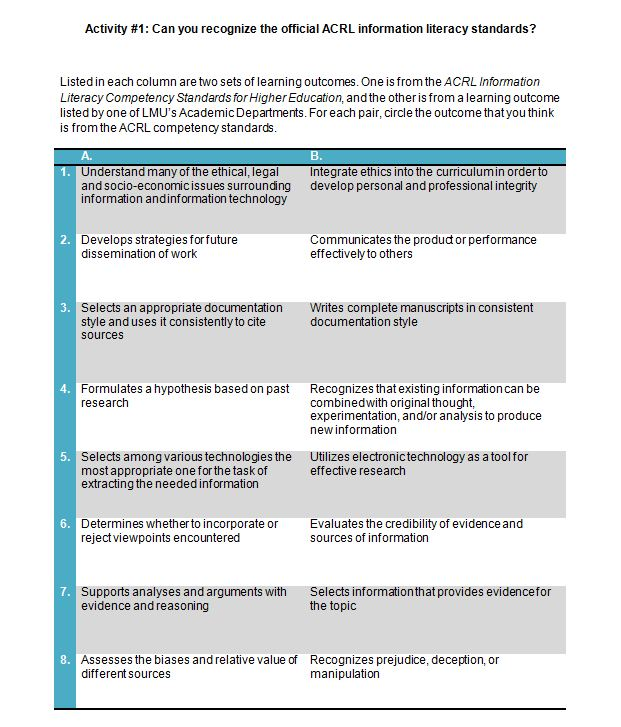 Activity #1: Can you recognize the official ACRL information literacy standards?
Listed in each column are two sets of learning outcomes. One is from the ACRL Information
Literacy Competency Standards for Higher Education, and the other is from a learning outcome
listed by one of LMU's Academic Departments. For each pair, circle the outcome that you think
is from the ACRL competency standards.
A. B.
1. Understand many of the ethical, legal
and socio-economic issues surrounding
information and information technology
Integrate ethics into the curriculum in order to
develop personal and professional integrity
2. Develops strategies for future
dissemination of work
Communicates the product or performance
effectively to others
3. Selects an appropriate documentation
style and uses it consistently to cite
sources
Writes complete manuscripts in consistent
documentation style
4. Formulates a hypothesis based on past
research
Recognizes that existing information can be
combined with original thought,
experimentation, and/or analysis to produce
new information
5. Selects among various technologies the
most appropriate one for the task of
extracting the needed information
Utilizes electronic technology as a tool for
effective research
6. Determines whether to incorporate or
reject viewpoints encountered
Evaluates the credibility of evidence and
sources of information
7. Supports analyses and arguments with
evidence and reasoning
Selects information that provides evidence for
the topic
8. Assesses the biases and relative value of
different sources
Recognizes prejudice, deception, or
manipulation